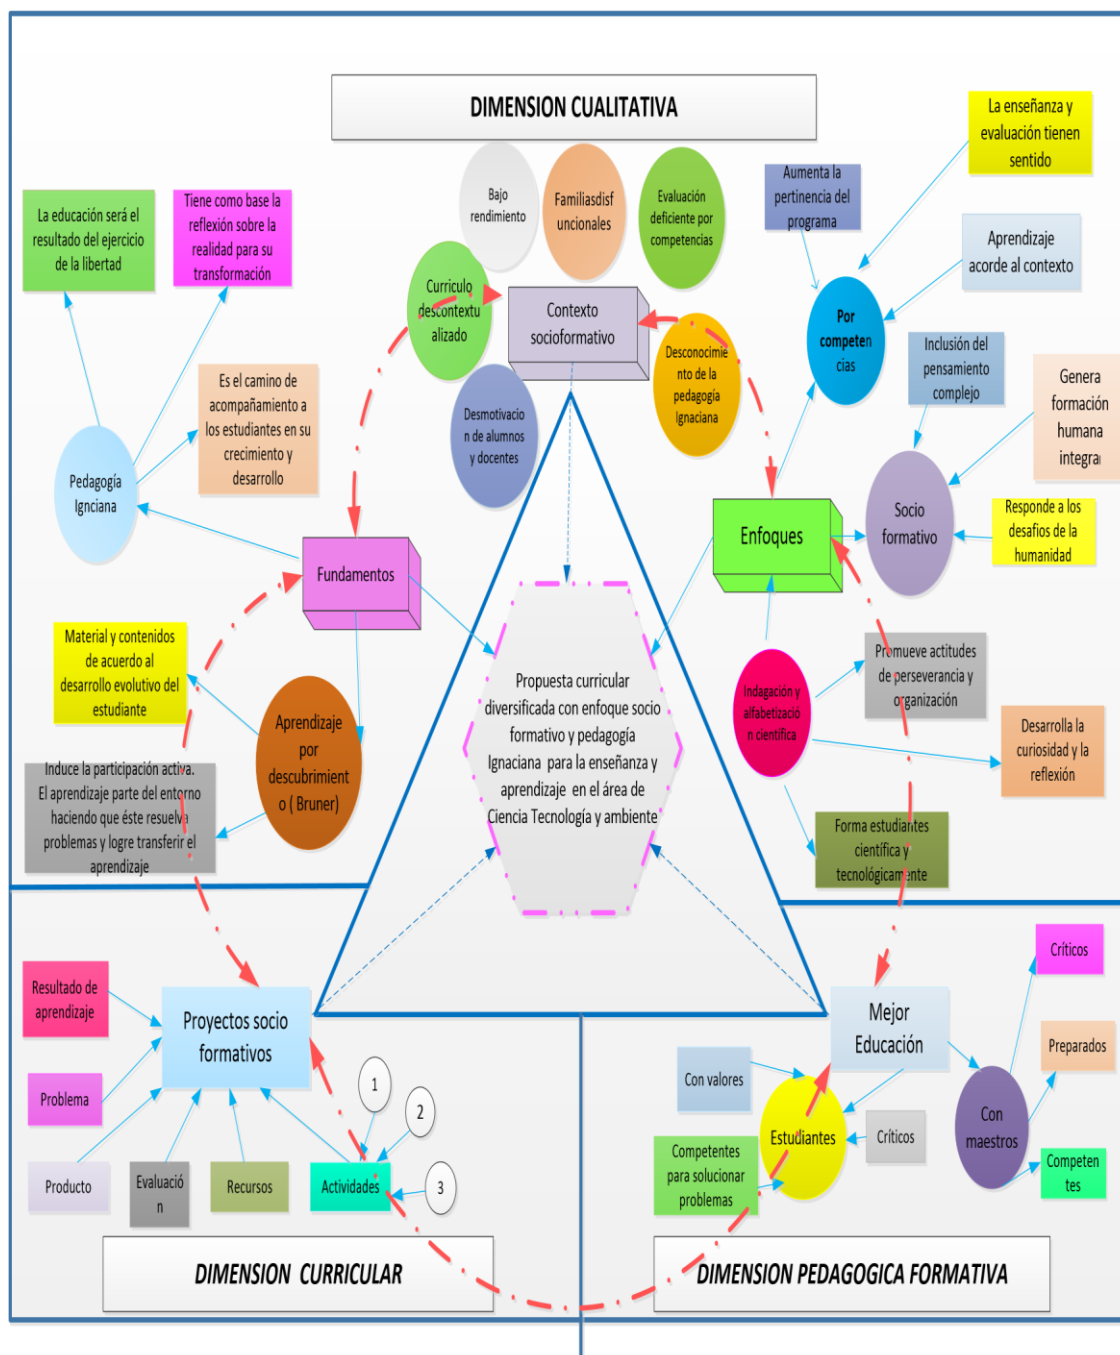 DIMENSION CUALITATIVA
La enseñanza y
evaluación tienen
sentido
Bajo
rendimiento
Familiasdisf
uncionales
Evaluación
deficiente por
competencias
Aumenta la
pertinencia del
programa
La educación será el
resultado del ejercicio
de la libertad
Tiene como base la
reflexión sobre la
realidad para su
transformación
Aprendizaje
acorde al contexto
Curriculo
descontextu
alizado
Contexto
socioformativo
Por
competen
cias
Desconocimie
nto de la
pedagogía
Ignaciana
Inclusión del
pensamiento
complejo
Genera
formación
humana
integral
Es el camino de
acompañamiento a
los estudiantes en su
crecimiento y
desarrollo
Desmotivacio
n de alumnos
y docentes
Pedagogía
Ignciana
Enfoques
Socio
formativo
Responde a los
desafios de la
humanidad
Fundamentos
Material y contenidos
de acuerdo al
desarrollo evolutivo del
estudiante
Promueve actitudes
de perseverancia y
organización
Propuesta curricular
diversificada con enfoque socio
formativo y pedagogía
Ignaciana para la enseñanza y
aprendizaje en el área de
Ciencia Tecnología y ambiente
Indagación y
alfabetizació
n científica
Aprendizaje
por
descubrimient
o ( Bruner)
Desarrolla la
curiosidad y la
reflexión
Induce la participación activa.
El aprendizaje parte del entorno
haciendo que éste resuelva
problemas y logre transferir el
aprendizaje
Forma estudiantes
científica y
tecnológicamente
Críticos
Resultado de
aprendizaje
Proyectos socio
formativos
Mejor
Educación
Preparados
Problema
1
2
3
Con valores
Estudiantes
Críticos
Con
maestros
Producto
Evaluació
n
Recursos
Actividades
Competentes
para solucionar
problemas
Competen
tes
DIMENSION CURRICULAR
DIMENSION PEDAGOGICA FORMATIVA